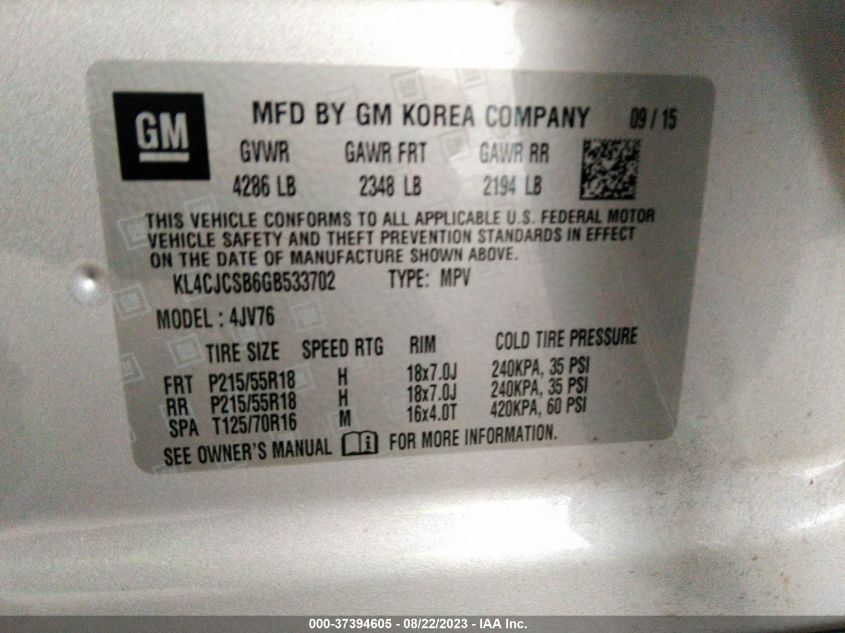 GM
MFD BY GM KOREA COMPANY 09/15
GVWR GAWR FRT GAWR RR
4286 LB 2348 LB 2194 LB
THIS VEHICLE CONFORMS TO ALL APPLICABLE U.S. FEDERAL MOTOR
VEHICLE SAFETY AND THEFT PREVENTION STANDARDS IN EFFECT
ON THE DATE OF MANUFACTURE SHOWN ABOVE.
KL4CJCSB6GB533702 TYPE: MPV
MODEL : 4JV76
TIRE SIZE SPEED RTG RIM COLD TIRE PRESSURE
FRT P215/55R18 H 18x7.0J 240KPA, 35 PSI
RR P215/55R18 H 18x7.0J 240KPA, 35 PSI
SPA T125/70R16 M 16x4.0T 420KPA, 60 PSI
SEE OWNER'S MANUAL FOR MORE INFORMATION.
000-37394605 - 08/22/2023 - IAA Inc.